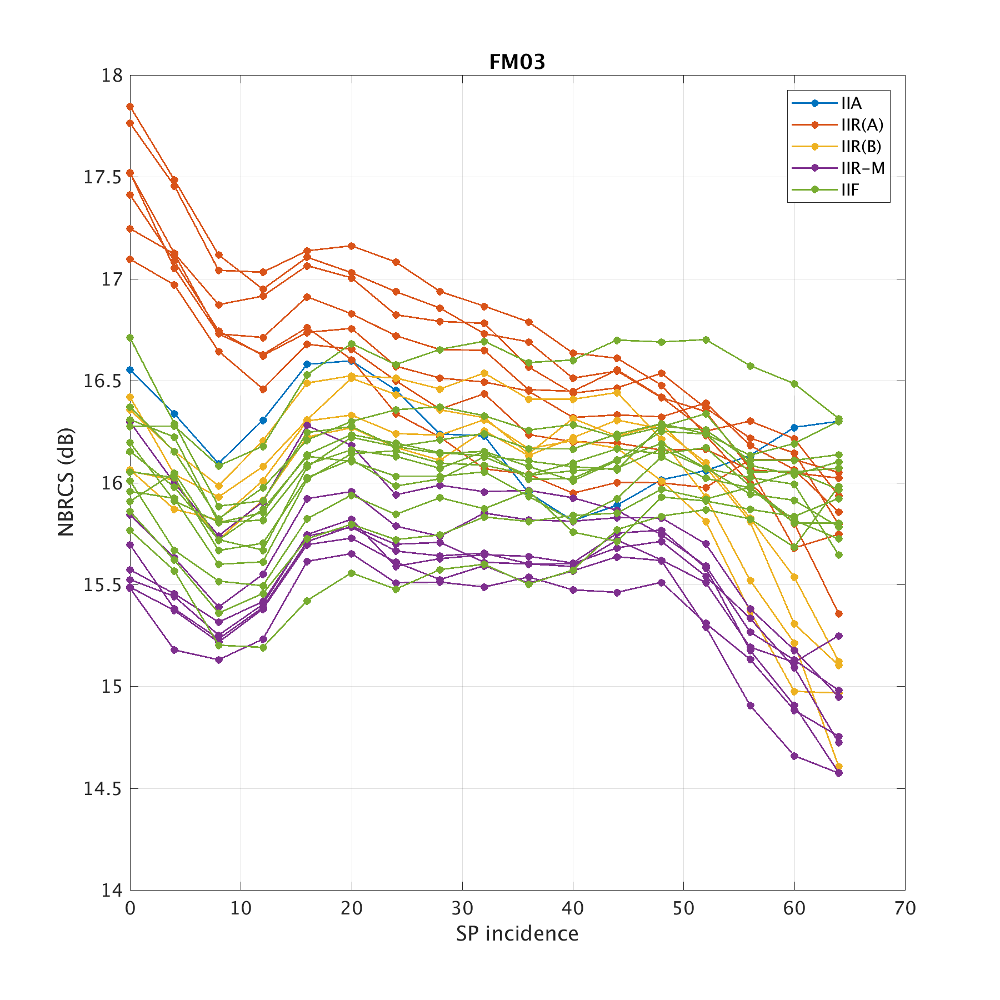 FM03
18
17.5
17
16.5
16
15.5
15
14.5
14
NBRCS (dB)
0 10 20 30 40 50 60 70
SP incidence
IIA
IIR(A)
IIR(B)
IIR-M
IIF